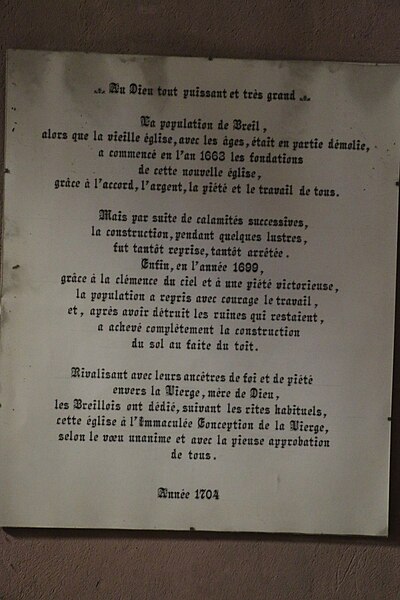 Au Dieu tout puissant et très grand
La population de Breil,
alors que la vieille église, avec les âges, était en partie démolie,
a commencé en l'an 1663 les fondations
de cette nouvelle église,
grâce à l'accord, l'argent, la piété et le travail de tous.
Mais par suite de calamités successives,
la construction, pendant quelques lustres,
fut tantôt reprise, tantôt arrêtée.
Enfin, en l'année 1699,
grâce à la clémence du ciel et à une piété victorieuse,
la population a repris avec courage le travail,
et, après avoir détruit les ruines qui restaient,
a achevé complètement la construction
du sol au faite du toit.
Rivalisant avec leurs ancêtres de foi et de piété
envers la Vierge, mère de Dieu,
les Breillois ont dédié, suivant les rites habituels,
cette église à l'Immaculée Conception de la Vierge,
selon le vœu unanime et avec la pieuse approbation
de tous.
Année 1704